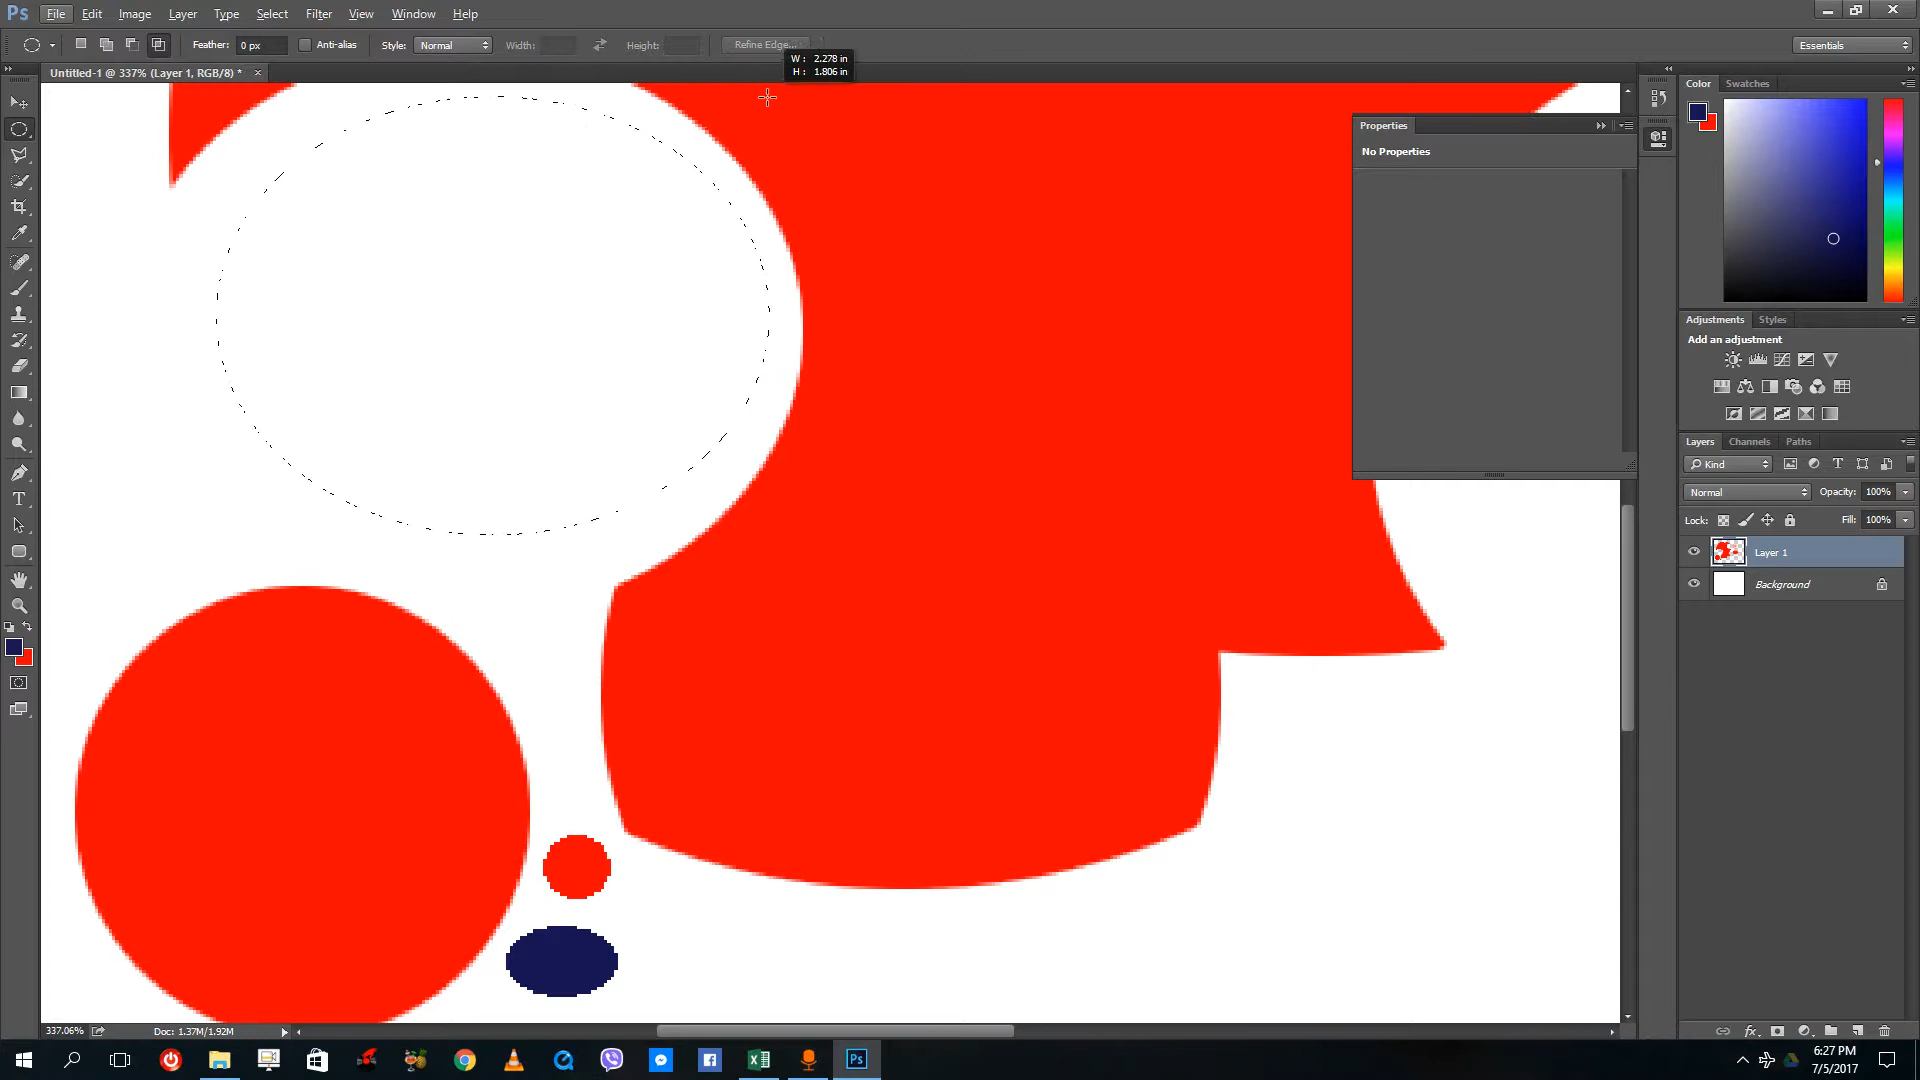 Ps File Edit Image Layer Type Select Filter View Window Help
Feather: 0 px Anti-alias Style: Normal Width: Height: Refine Edge... Essentials
W: 2.278 in
H: 1.806 in
Untitled-1 @ 337% (Layer 1, RGB/8) * ×
Color Swatches
Properties
No Properties
Adjustments Styles
Add an adjustment
Layers Channels Paths
Kind T
Normal Opacity: 100%
Lock: Fill: 100%
Layer 1
Background
T
337.06% Doc: 1.37M/1.92M
fx
Ps
6:27 PM
7/5/2017